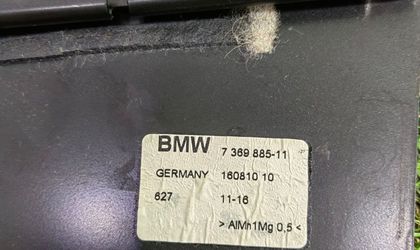 BMW 7 369 885-11
GERMANY 160810 10
627 11-16
> AlMn1Mg 0,5 <